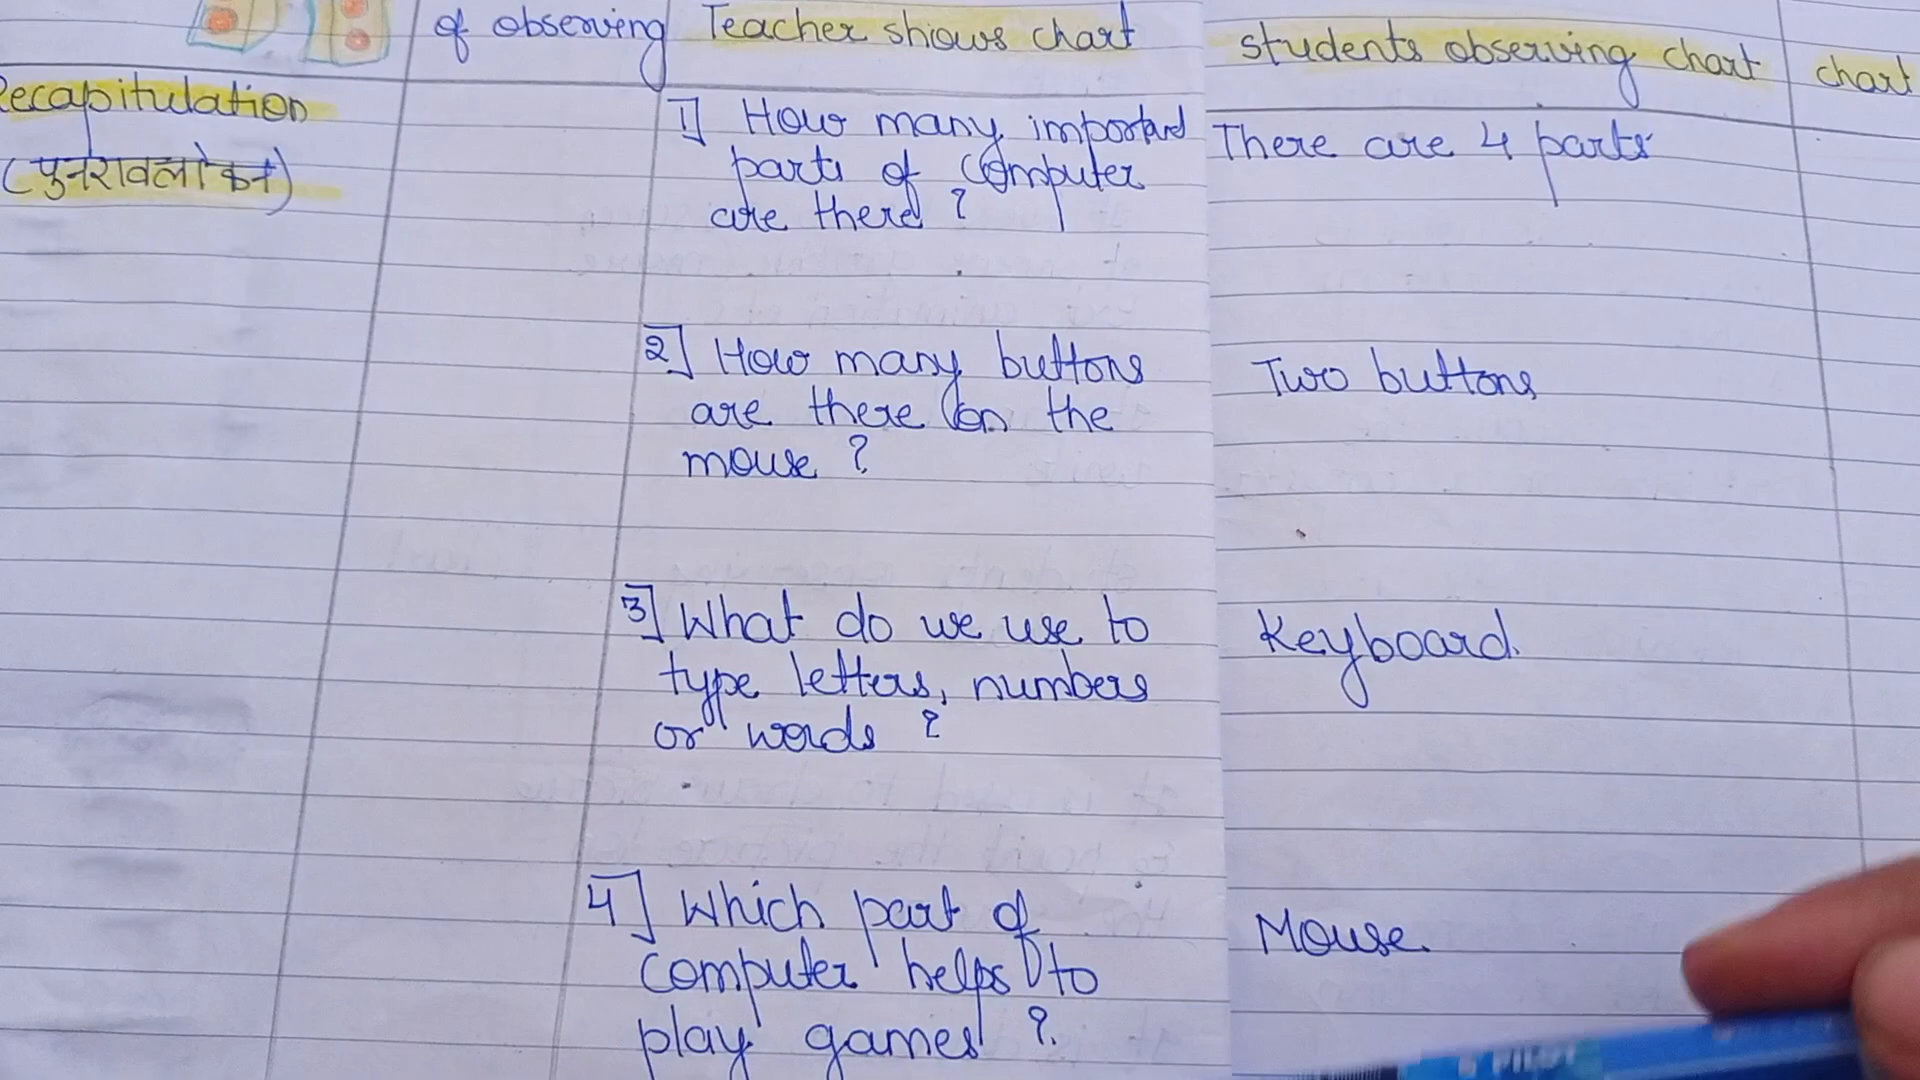 of observing Teacher shows chart students observing chart chart
Recapitulation
(पुनरावलोकन)
1] How many important There are 4 parts
parts of computer
are there ?
2] How many buttons Two buttons
are there on the
mouse ?
3] What do we use to Keyboard.
type letters, numbers
or words ?
4] Which part of Mouse.
computer helps to
play games ?
PILOT